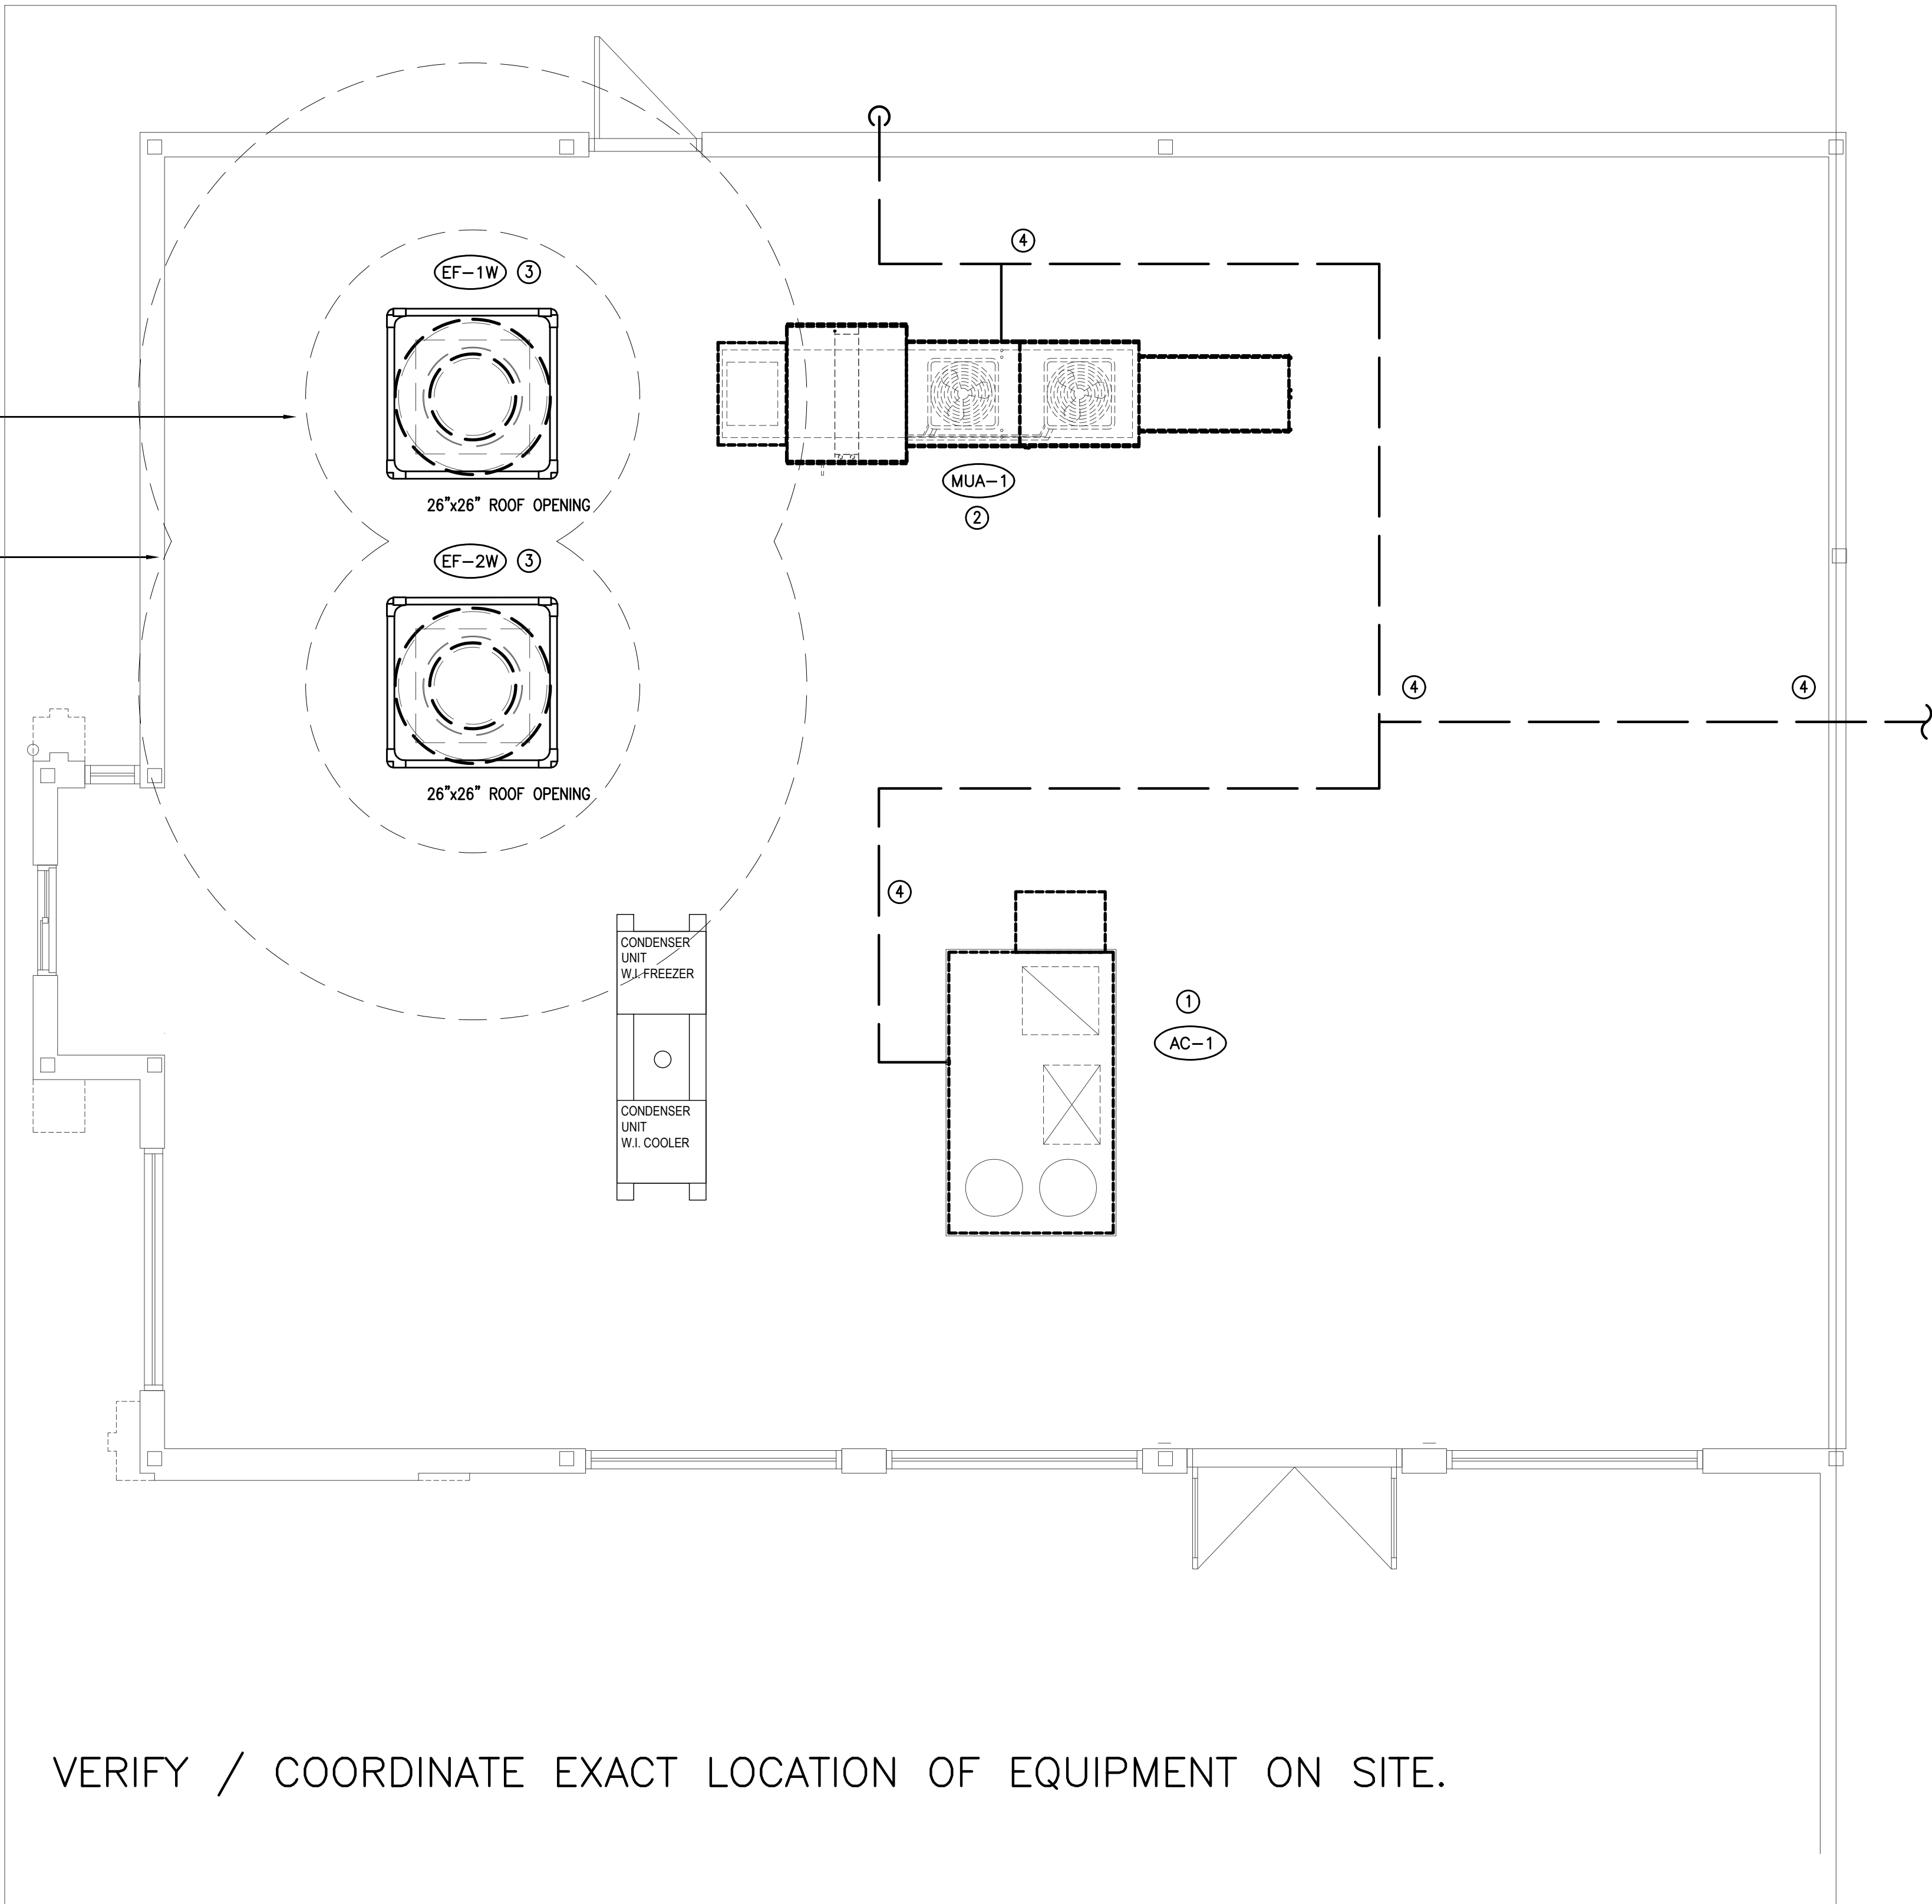 4
EF-1W 3
26"x26" ROOF OPENING
MUA-1
2
EF-2W 3
4 4
26"x26" ROOF OPENING
4
CONDENSER
UNIT
W.I. FREEZER
1
AC-1
CONDENSER
UNIT
W.I. COOLER
VERIFY / COORDINATE EXACT LOCATION OF EQUIPMENT ON SITE.